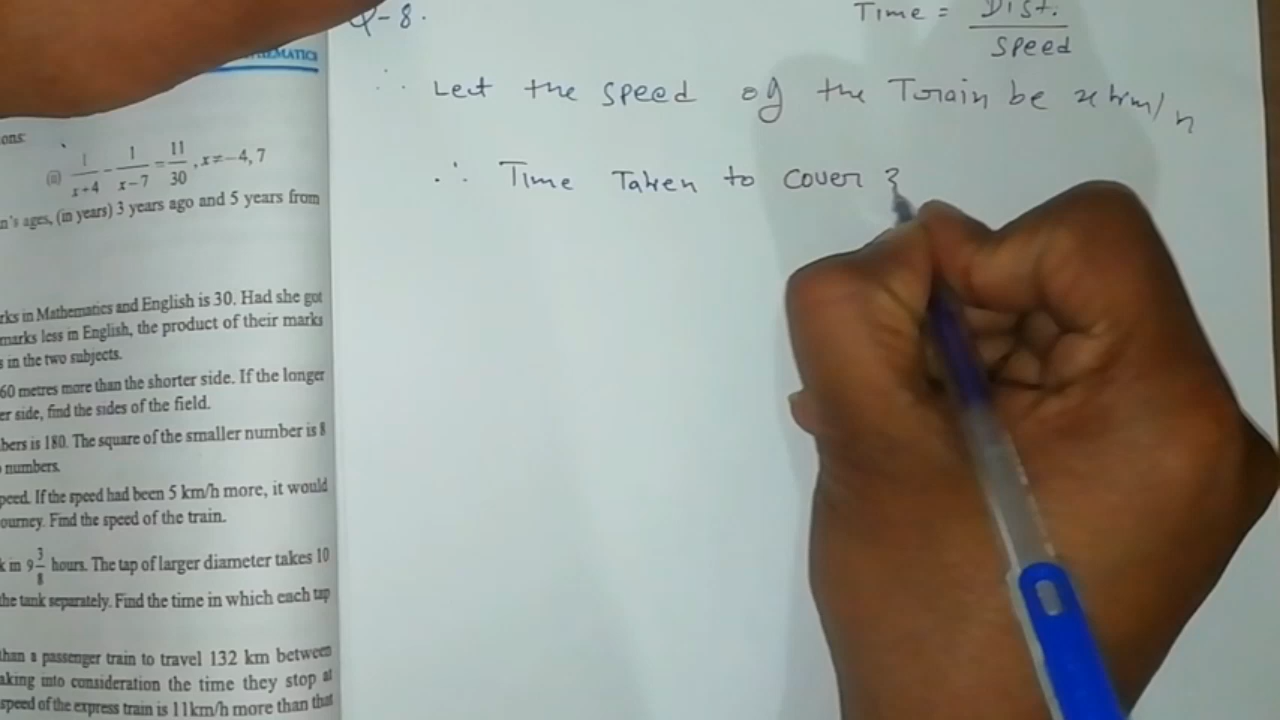 Q-8.
Time = Dist. / Speed
Let the speed of the Train be x km/h
∴ Time Taken to cover 3
EMATICS
ons:
(ii) 1/x+4 - 1/x-7 = 11/30, x ≠ -4, 7
n's ages, (in years) 3 years ago and 5 years from
rks in Mathematics and English is 30. Had she got
marks less in English, the product of their marks
s in the two subjects.
60 metres more than the shorter side. If the longer
er side, find the sides of the field.
bers is 180. The square of the smaller number is 8
numbers.
peed. If the speed had been 5 km/h more, it would
ourney. Find the speed of the train.
k in 9 3/8 hours. The tap of larger diameter takes 10
the tank separately. Find the time in which each tap
than a passenger train to travel 132 km between
aking into consideration the time they stop at
speed of the express train is 11km/h more than that